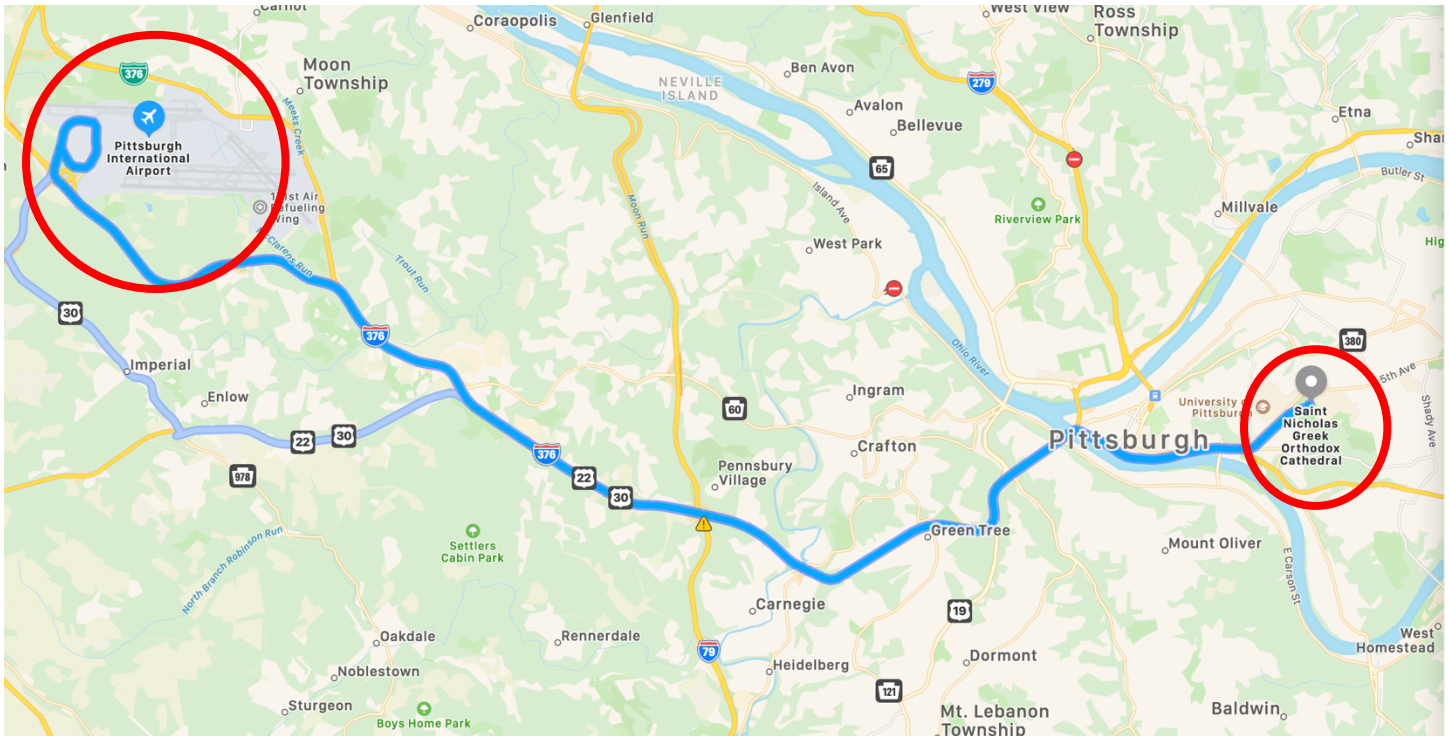 Carnot
Coraopolis
Glenfield
West View
Ross
Township
376
Moon
Township
NEVILLE
ISLAND
Ben Avon
279
Avalon
Bellevue
Etna
Meeks Creek
Pittsburgh
International
Airport
65
Butler St
Island Ave
Riverview Park
Millvale
Moon Run
West Park
Refueling
Wing
McClarens Run
Trout Run
30
376
Ohio River
380
Imperial
Enlow
Ingram
5th Ave
60
University of
Pittsburgh
Saint
Nicholas
Greek
Orthodox
Cathedral
Shady Ave
22
30
Crafton
Pittsburgh
376
978
22
30
Pennsbury
Village
Settlers
Cabin Park
Green Tree
Mount Oliver
North Branch Robinson Run
E Carson St
Carnegie
19
Oakdale
Rennerdale
79
West
Homestead
Noblestown
Heidelberg
Dormont
121
Sturgeon
Boys Home Park
Mt. Lebanon
Township
Baldwin